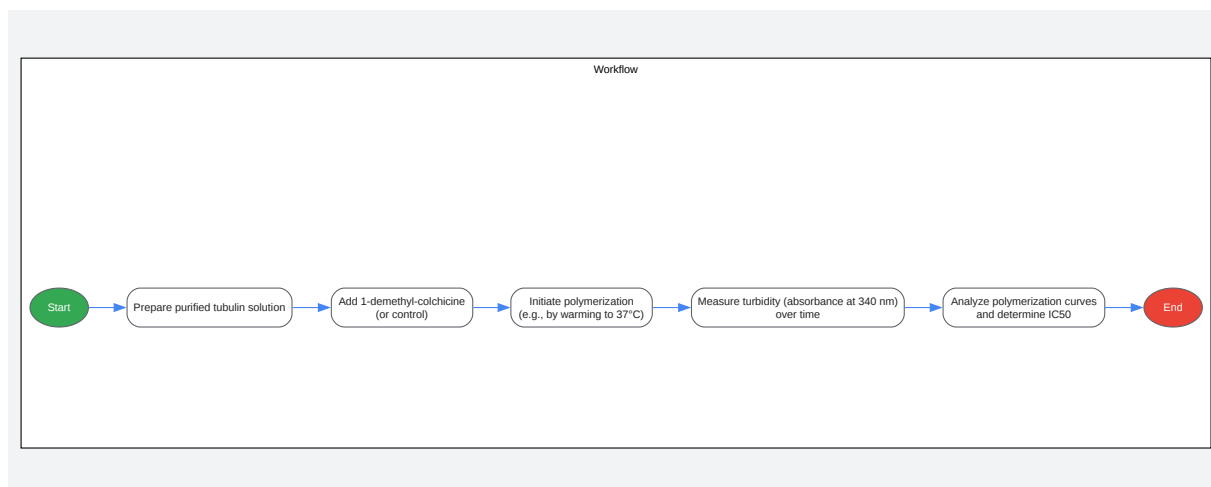 Workflow
Start
Prepare purified tubulin solution
Add 1-demethyl-colchicine
(or control)
Initiate polymerization
(e.g., by warming to 37°C)
Measure turbidity (absorbance at 340 nm)
over time
Analyze polymerization curves
and determine IC50
End